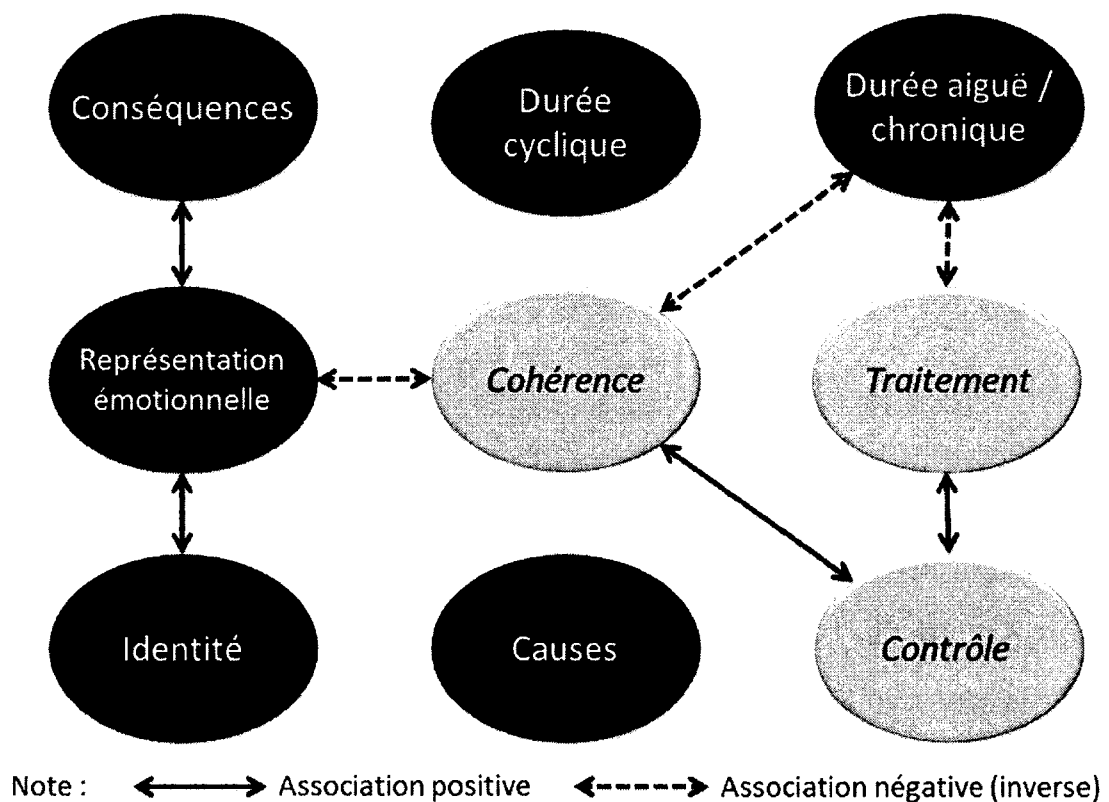 Conséquences
Durée
cyclique
Durée aiguë /
chronique
Représentation
émotionnelle
Cohérence
Traitement
Identité
Causes
Contrôle
Note : Association positive Association négative (inverse)